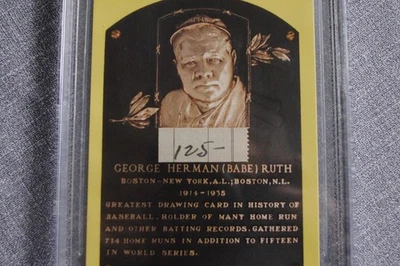 125-
GEORGE HERMAN (BABE) RUTH
BOSTON-NEW YORK, A.L.; BOSTON, N.L.
1914-1935
GREATEST DRAWING CARD IN HISTORY OF
BASEBALL. HOLDER OF MANY HOME RUN
AND OTHER BATTING RECORDS. GATHERED
714 HOME RUNS IN ADDITION TO FIFTEEN
IN WORLD SERIES.